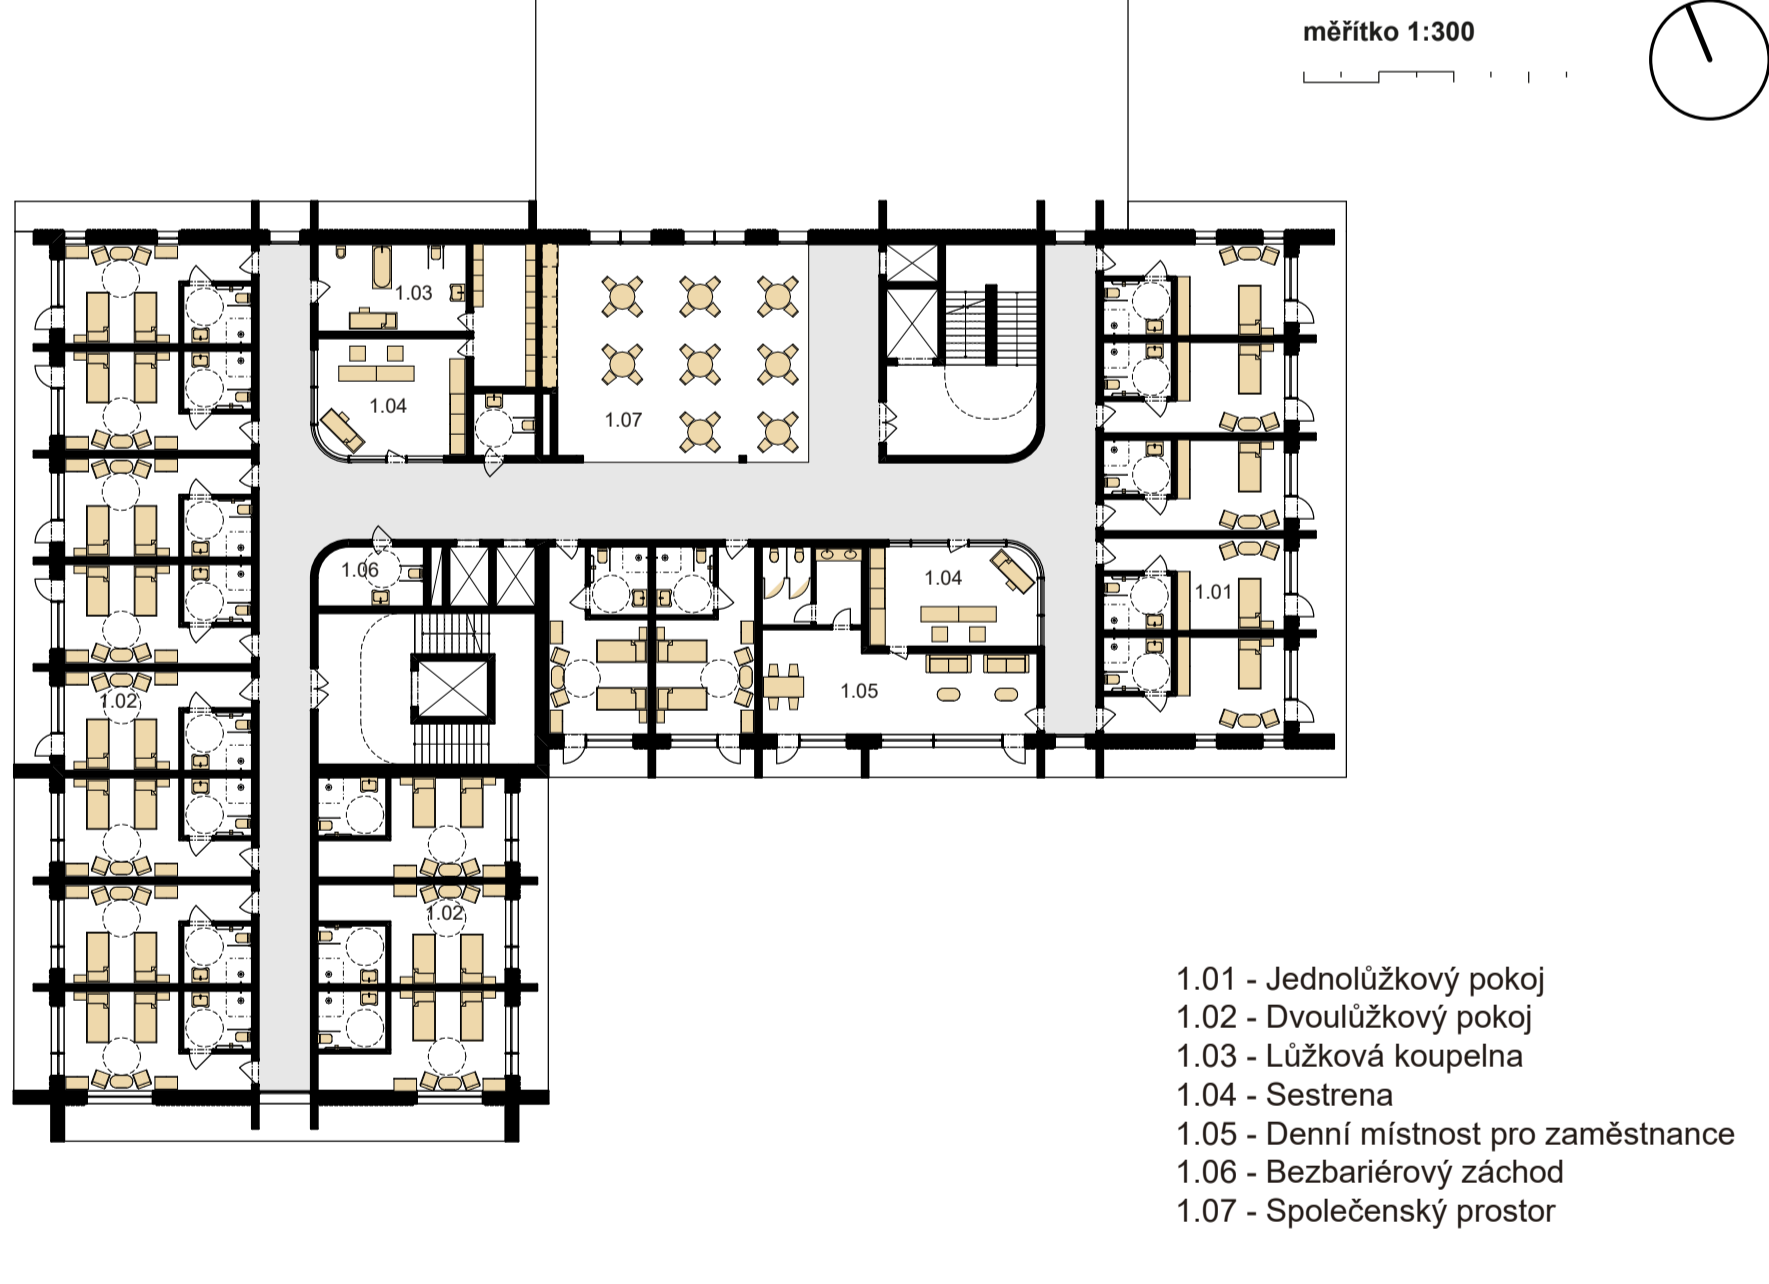 měřítko 1:300
1.03
1.04
1.07
1.06
1.04
1.01
1.05
1.02
1.02
1.01 - Jednolůžkový pokoj
1.02 - Dvoulůžkový pokoj
1.03 - Lůžková koupelna
1.04 - Sestrena
1.05 - Denní místnost pro zaměstnance
1.06 - Bezbariérový záchod
1.07 - Společenský prostor